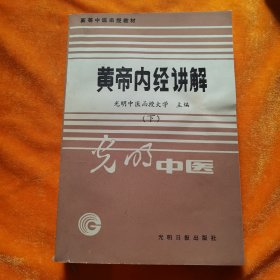 高等中医函授教材
黄帝内经讲解
光明中医函授大学 主编
(下)
光明中医
光明日报出版社